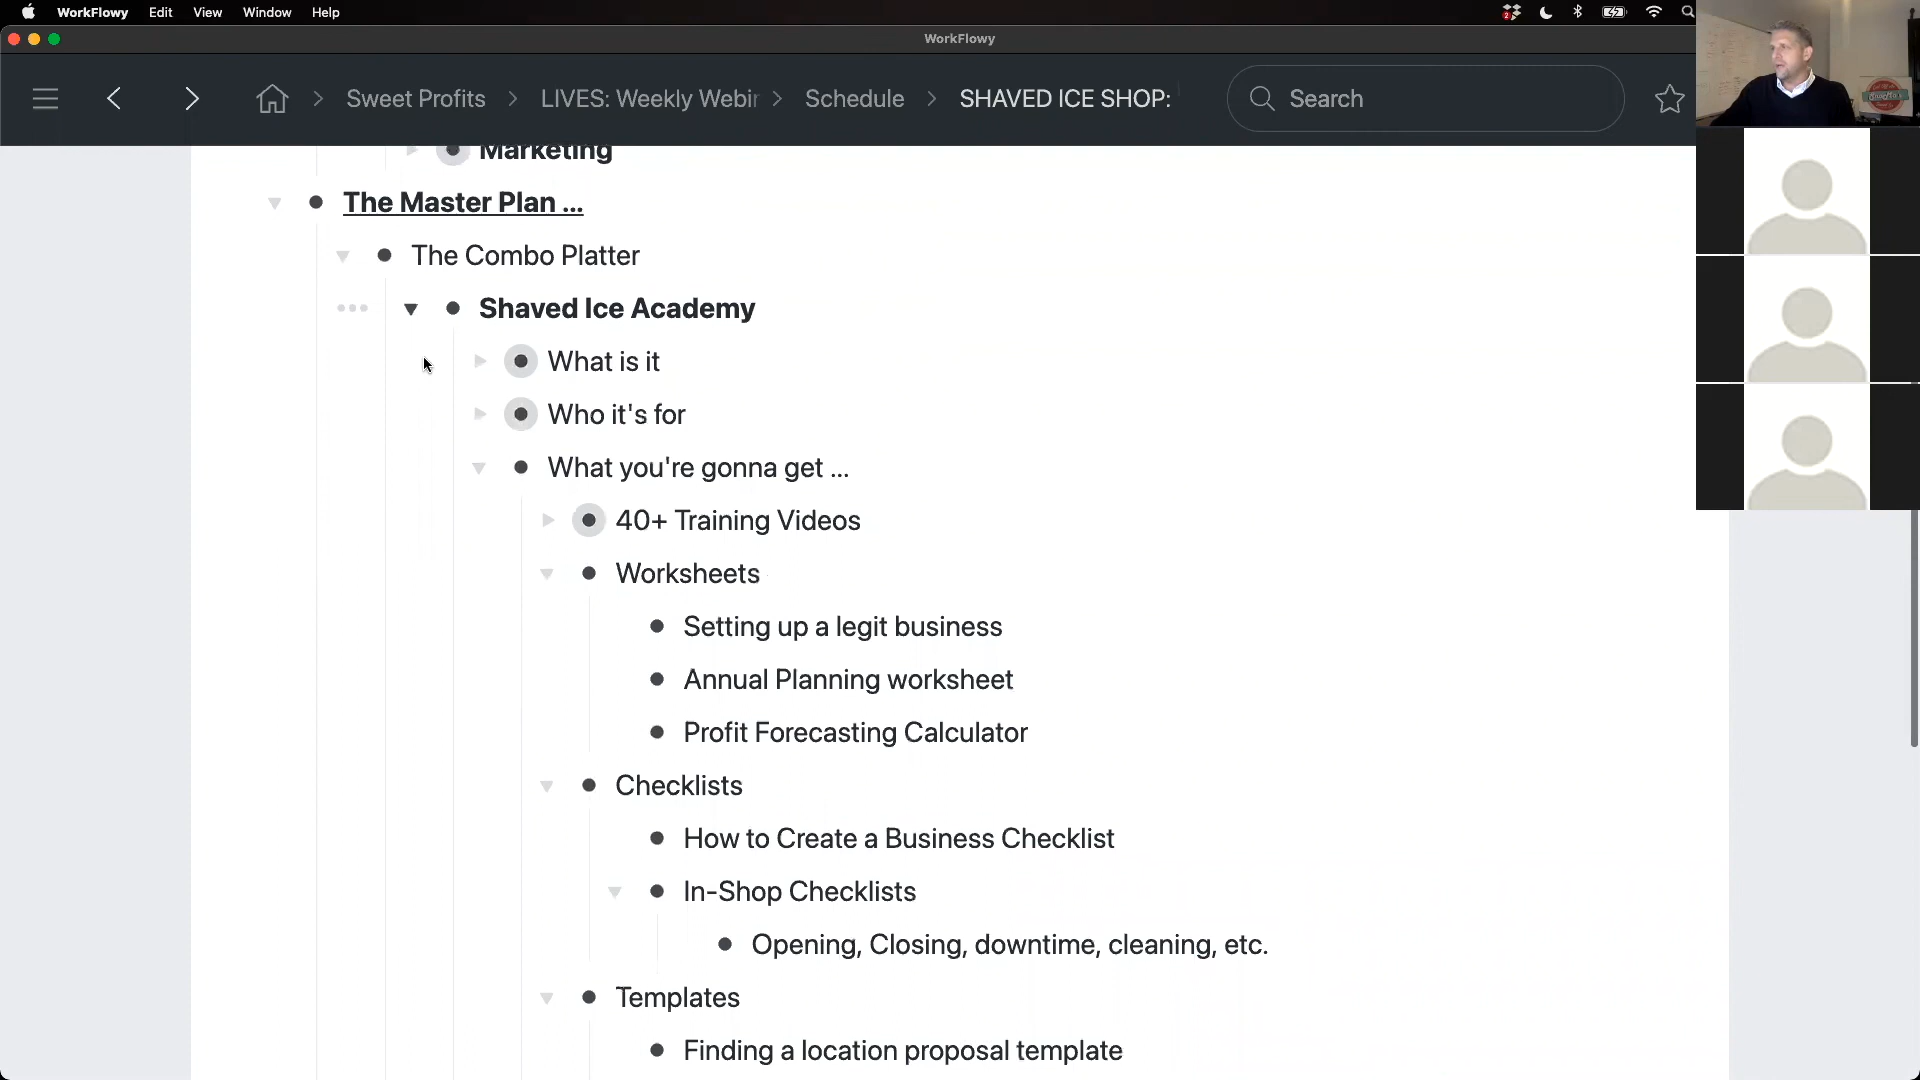 WorkFlowy Edit View Window Help
WorkFlowy
Sweet Profits LIVES: Weekly Webir Schedule SHAVED ICE SHOP: Search
Marketing
The Master Plan ...
The Combo Platter
Shaved Ice Academy
What is it
Who it's for
What you're gonna get ...
40+ Training Videos
Worksheets
Setting up a legit business
Annual Planning worksheet
Profit Forecasting Calculator
Checklists
How to Create a Business Checklist
In-Shop Checklists
Opening, Closing, downtime, cleaning, etc.
Templates
Finding a location proposal template